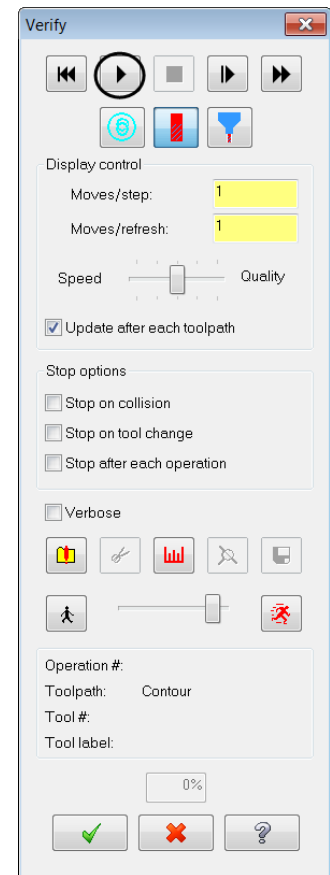 Verify
Display control
Moves/step: 1
Moves/refresh: 1
Speed Quality
Update after each toolpath
Stop options
Stop on collision
Stop on tool change
Stop after each operation
Verbose
Operation #:
Toolpath: Contour
Tool #:
Tool label:
0%